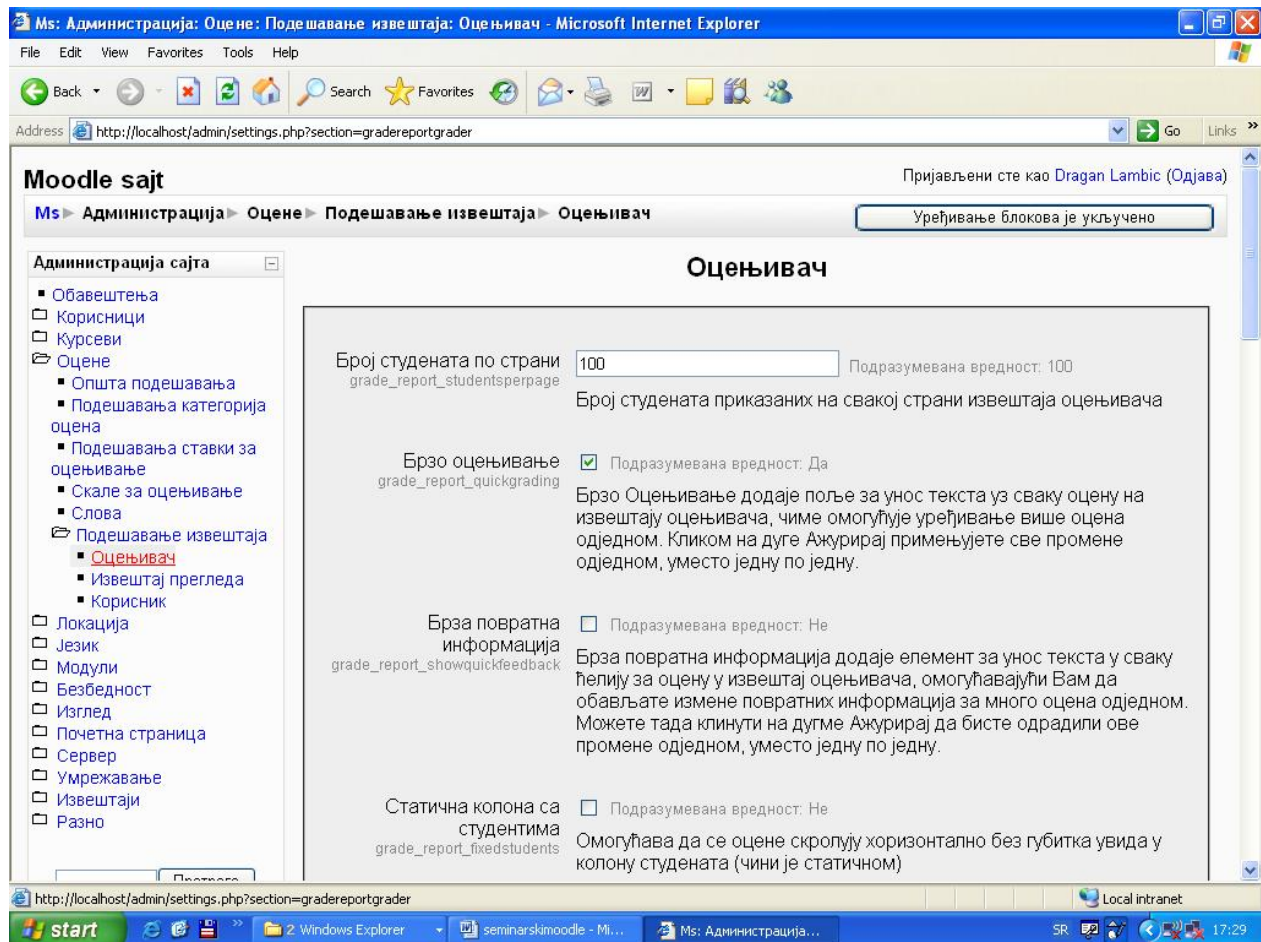 Ms: Администрација: Оцене: Подешавање извештаја: Оцењивач - Microsoft Internet Explorer
File Edit View Favorites Tools Help
Back Search Favorites
Address http://localhost/admin/settings.php?section=gradereportgrader Go Links »
Moodle sajt
Пријављени сте као Dragan Lambic (Одјава)
Ms► Администрација► Оцене► Подешавање извештаја► Оцењивач
Уређивање блокова је укључено
Администрација сајта
Обавештења
Корисници
Курсеви
Оцене
Општа подешавања
Подешавања категорија
оцена
Подешавања ставки за
оцењивање
Скале за оцењивање
Слова
Подешавање извештаја
Оцењивач
Извештај прегледа
Корисник
Локација
Језик
Модули
Безбедност
Изглед
Почетна страница
Сервер
Умрежавање
Извештаји
Разно
Оцењивач
Број студената по страни
grade_report_studentsperpage
100 Подразумевана вредност: 100
Број студената приказаних на свакој страни извештаја оцењивача
Брзо оцењивање
grade_report_quickgrading
Подразумевана вредност: Да
Брзо Оцењивање додаје поље за унос текста уз сваку оцену на
извештају оцењивача, чиме омогућује уређивање више оцена
одједном. Кликом на дуге Ажурирај примењујете све промене
одједном, уместо једну по једну.
Брза повратна
информација
grade_report_showquickfeedback
Подразумевана вредност: Не
Брза повратна информација додаје елемент за унос текста у сваку
ћелију за оцену у извештај оцењивача, омогућавајући Вам да
обављате измене повратних информација за много оцена одједном.
Можете тада клинути на дугме Ажурирај да бисте одрадили ове
промене одједном, уместо једну по једну.
Статична колона са
студентима
grade_report_fixedstudents
Подразумевана вредност: Не
Омогућава да се оцене скролују хоризонтално без губитка увида у
колону студената (чини је статичном)
http://localhost/admin/settings.php?section=gradereportgrader Local intranet
start 2 Windows Explorer seminarskimoodle - Mi... Ms: Администрација... SR 17:29